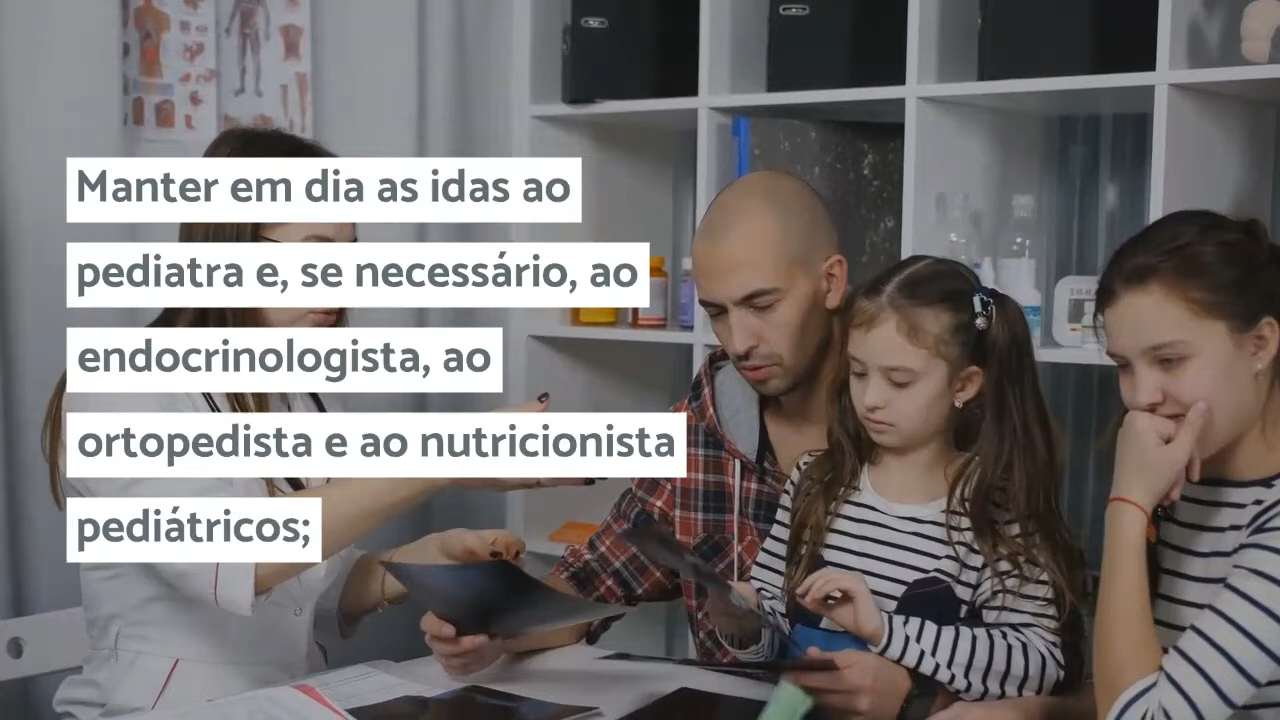 Manter em dia as idas ao
pediatra e, se necessário, ao
endocrinologista, ao
ortopedista e ao nutricionista
pediátricos;